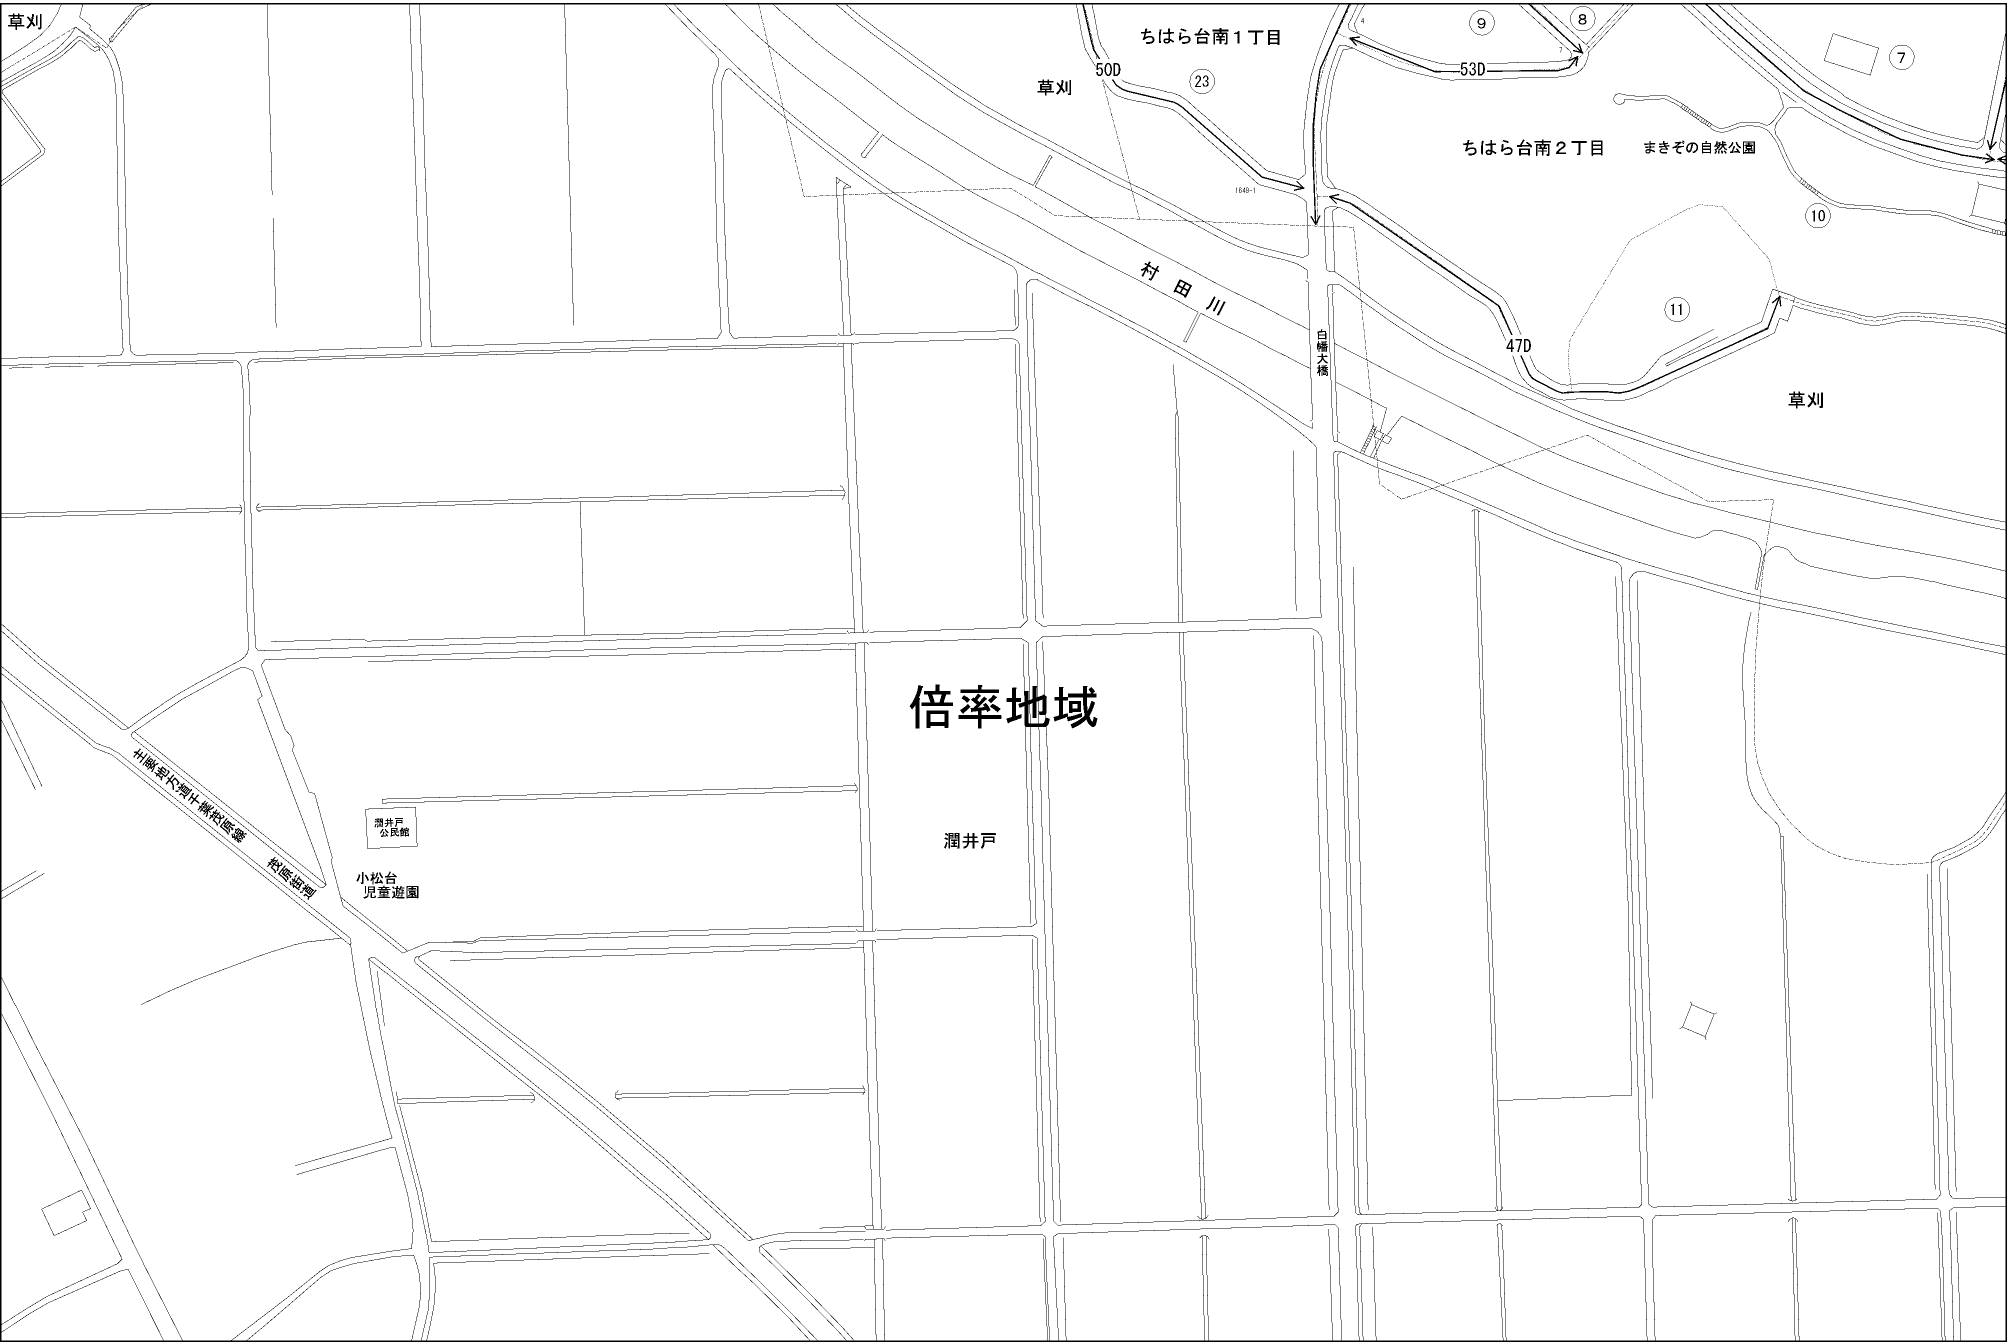 草刈
ちはら台南１丁目
9
8
7
4
7
50D
53D
23
草刈
ちはら台南２丁目
まきぞの自然公園
1649-1
10
村田川
11
白幡大橋
47D
草刈
倍率地域
主要地方道千葉茂原線
茂原街道
潤井戸
公民館
潤井戸
小松台
児童遊園